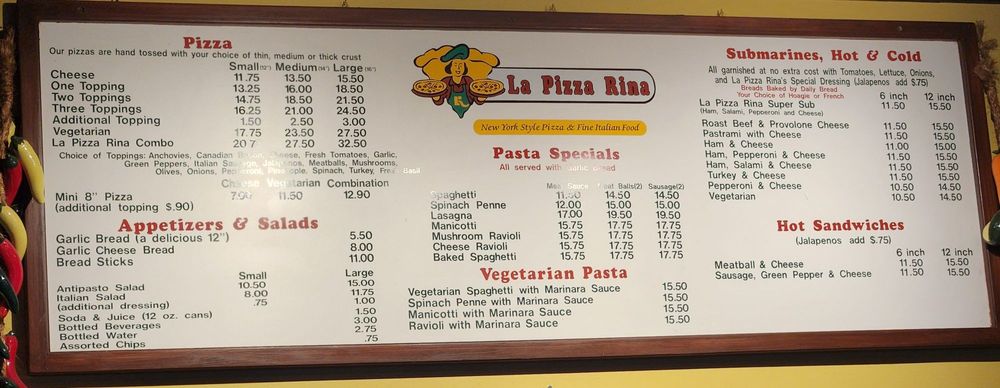 Pizza
Our pizzas are hand tossed with your choice of thin, medium or thick crust
Small (12") Medium (14") Large (16")
Cheese 11.75 13.50 15.50
One Topping 13.25 16.00 18.50
Two Toppings 14.75 18.50 21.50
Three Toppings 16.25 21.00 24.50
Additional Topping 1.50 2.50 3.00
Vegetarian 17.75 23.50 27.50
La Pizza Rina Combo 20.7 27.50 32.50
Choice of Toppings: Anchovies, Canadian Bacon, Cheese, Fresh Tomatoes, Garlic,
Green Peppers, Italian Sausage, Jalapenos, Meatballs, Mushrooms,
Olives, Onions, Pepperoni, Pineapple, Spinach, Turkey, Fresh Basil
Cheese Vegetarian Combination
Mini 8" Pizza 7.90 11.50 12.90
(additional topping $.90)
Appetizers & Salads
Garlic Bread (a delicious 12") 5.50
Garlic Cheese Bread 8.00
Bread Sticks 11.00
Small Large
Antipasto Salad 10.50 15.00
Italian Salad 8.00 11.75
(additional dressing) .75 1.00
Soda & Juice (12 oz. cans) 1.50
Bottled Beverages 3.00
Bottled Water 2.75
Assorted Chips .75
La Pizza Rina
New York Style Pizza & Fine Italian Food
Pasta Specials
All served with Garlic Bread
Meat Sauce Meat Balls(2) Sausage(2)
Spaghetti 11.50 14.50 14.50
Spinach Penne 12.00 15.00 15.00
Lasagna 17.00 19.50 19.50
Manicotti 15.75 17.75 17.75
Mushroom Ravioli 15.75 17.75 17.75
Cheese Ravioli 15.75 17.75 17.75
Baked Spaghetti 15.75 17.75 17.75
Vegetarian Pasta
Vegetarian Spaghetti with Marinara Sauce 15.50
Spinach Penne with Marinara Sauce 15.50
Manicotti with Marinara Sauce 15.50
Ravioli with Marinara Sauce 15.50
Submarines, Hot & Cold
All garnished at no extra cost with Tomatoes, Lettuce, Onions,
and La Pizza Rina's Special Dressing (Jalapenos add $.75)
Breads Baked by Daily Bread
Your Choice of Hoagie or French
6 inch 12 inch
La Pizza Rina Super Sub 11.50 15.50
(Ham, Salami, Pepperoni and Cheese)
Roast Beef & Provolone Cheese 11.50 15.50
Pastrami with Cheese 11.50 15.50
Ham & Cheese 11.00 15.00
Ham, Pepperoni & Cheese 11.50 15.50
Ham, Salami & Cheese 11.50 15.50
Turkey & Cheese 11.50 15.50
Pepperoni & Cheese 10.50 14.50
Vegetarian 10.50 14.50
Hot Sandwiches
(Jalapenos add $.75)
6 inch 12 inch
Meatball & Cheese 11.50 15.50
Sausage, Green Pepper & Cheese 11.50 15.50